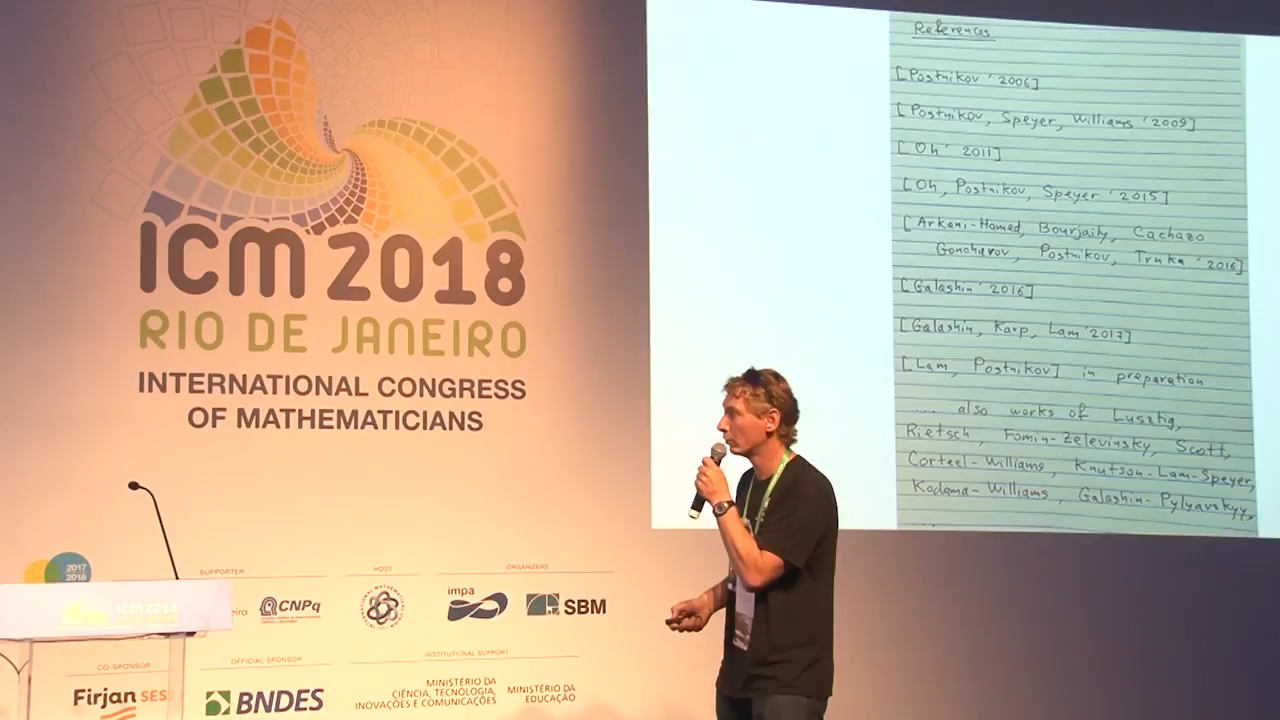 ICM 2018
RIO DE JANEIRO
INTERNATIONAL CONGRESS
OF MATHEMATICIANS
References
[Postnikov '2006]
[Postnikov, Speyer, Williams '2009]
[Oh '2011]
[Oh, Postnikov, Speyer '2015]
[Arkani-Hamed, Bourjaily, Cachazo
Goncharov, Postnikov, Trnka '2016]
[Galashin '2016]
[Galashin, Karp, Lam '2017]
[Lam, Postnikov] in preparation
.... also works of Lusztig,
Rietsch, Fomin-Zelevinsky, Scott,
Corteel-Williams, Knutson-Lam-Speyer,
Kodama-Williams, Galashin-Pylyavskyy,
...
2017
2018
ICM 2018
SUPPORTER
CNPq
HOST
ORGANIZERS
impa
SBM
CO SPONSOR
Firjan SESI
OFFICIAL SPONSOR
BNDES
INSTITUTIONAL SUPPORT
MINISTÉRIO DA
CIÊNCIA, TECNOLOGIA,
INOVAÇÕES E COMUNICAÇÕES
MINISTÉRIO DA
EDUCAÇÃO